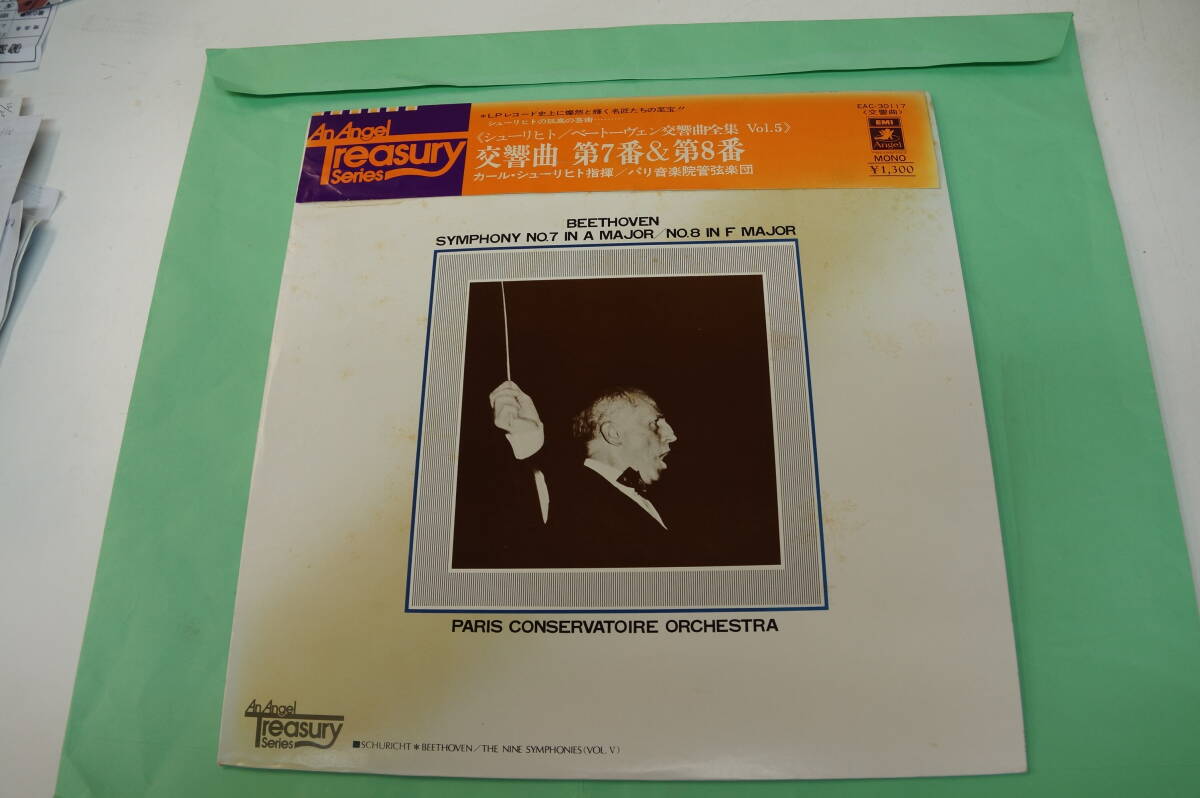 An Angel
Treasury
Series
*LPレコード史上に燦然と輝く名匠たちの至宝!!
シューリヒトの至高の芸術………
《シューリヒト/ベートーヴェン交響曲全集 Vol.5》
交響曲 第7番&第8番
カール・シューリヒト指揮/パリ音楽院管弦楽団
EAC-30117
(交響曲)
EMI
Angel
MONO
¥1,300
BEETHOVEN
SYMPHONY NO.7 IN A MAJOR/NO.8 IN F MAJOR
PARIS CONSERVATOIRE ORCHESTRA
An Angel
Treasury
Series
■SCHURICHT*BEETHOVEN/THE NINE SYMPHONIES(VOL. V)